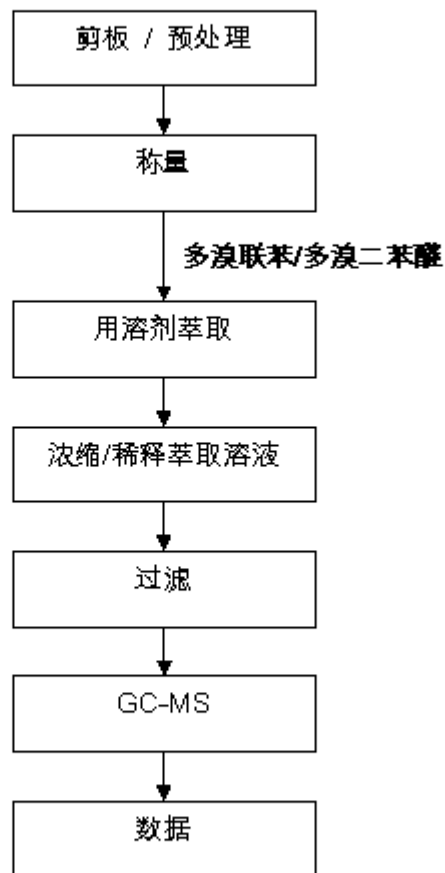 剪板 / 预处理
称量
多溴联苯/多溴二苯醚
用溶剂萃取
浓缩/稀释萃取溶液
过滤
GC-MS
数据